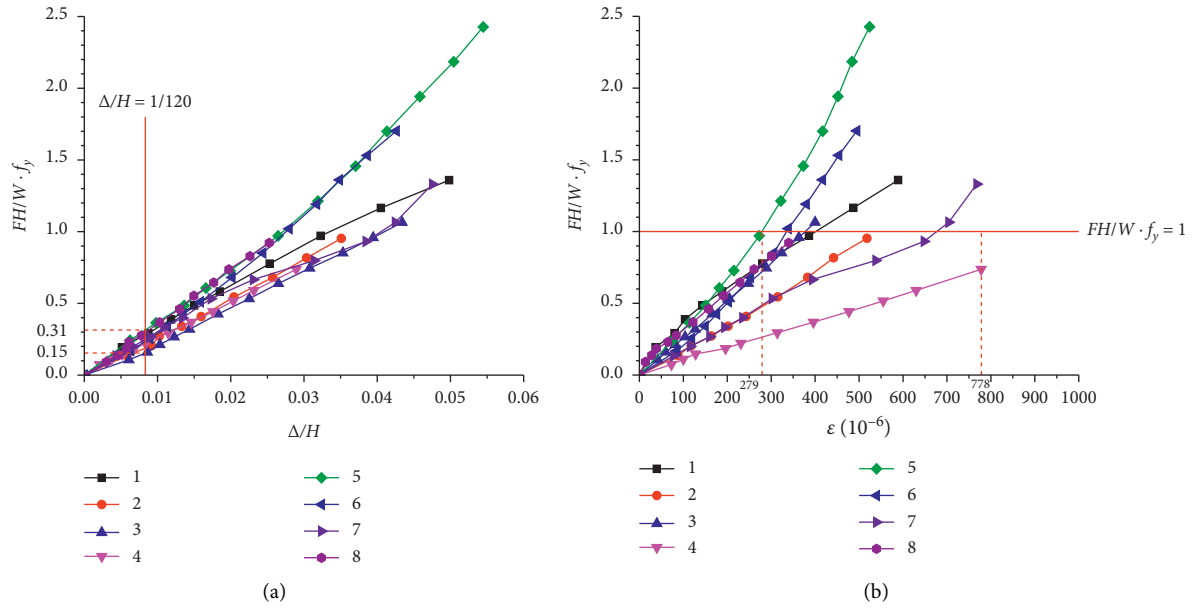 2.5
2.0
1.5
1.0
0.5
0.31
0.15
0.0
FH/W · f_y
Δ/H = 1/120
0.00 0.01 0.02 0.03 0.04 0.05 0.06
Δ/H
1 5
2 6
3 7
4 8
(a)
2.5
2.0
1.5
1.0
0.5
0.0
FH/W · f_y
FH/W · f_y = 1
279 778
0 100 200 300 400 500 600 700 800 900 1000
ε (10⁻⁶)
1 5
2 6
3 7
4 8
(b)